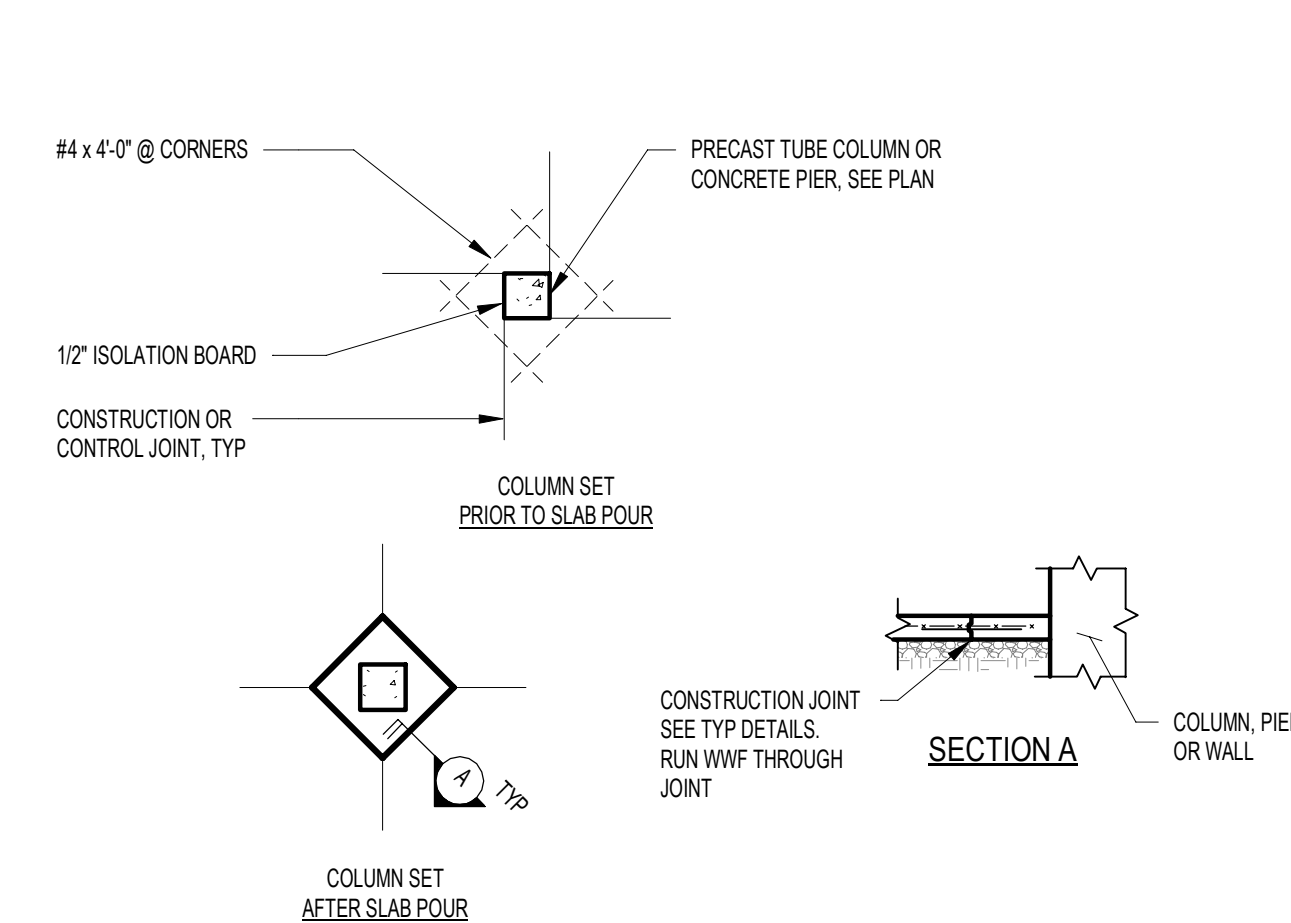 #4 x 4'-0" @ CORNERS
PRECAST TUBE COLUMN OR
CONCRETE PIER, SEE PLAN
1/2" ISOLATION BOARD
CONSTRUCTION OR
CONTROL JOINT, TYP
COLUMN SET
PRIOR TO SLAB POUR
CONSTRUCTION JOINT
SEE TYP DETAILS.
RUN WWF THROUGH
JOINT
SECTION A
COLUMN, PIE
OR WALL
A
TYP
COLUMN SET
AFTER SLAB POUR